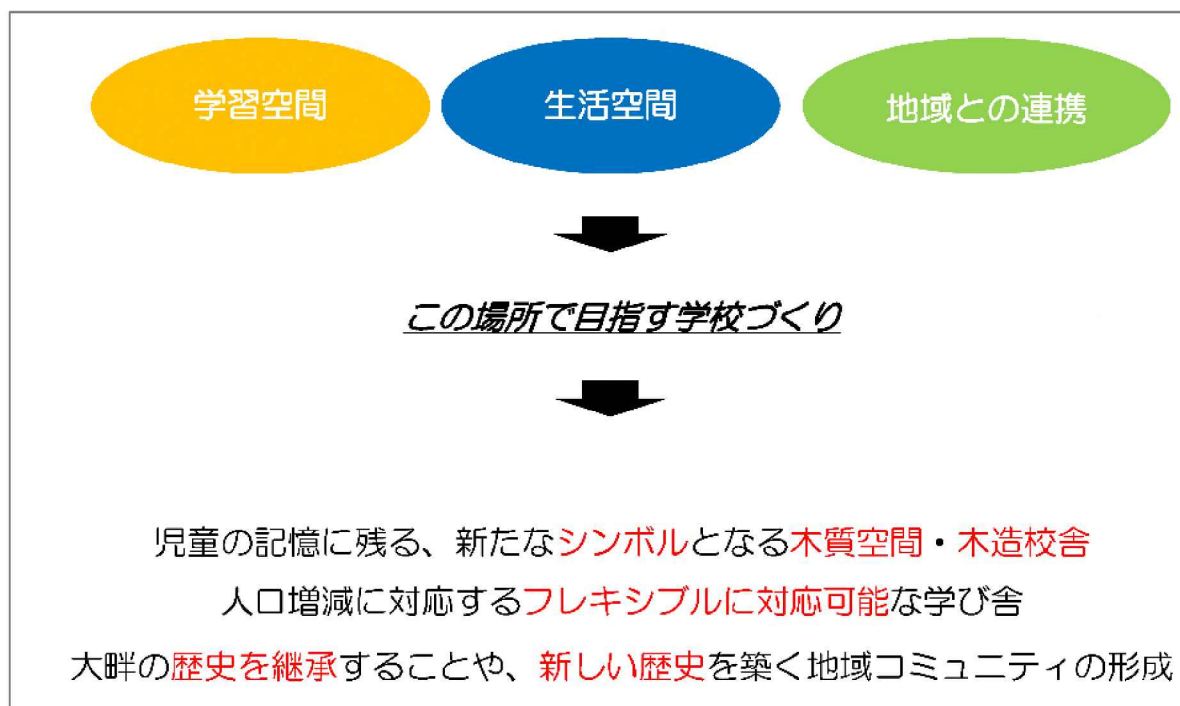 学習空間
生活空間
地域との連携
この場所で目指す学校づくり
児童の記憶に残る、新たなシンボルとなる木質空間・木造校舎
人口増減に対応するフレキシブルに対応可能な学び舎
大畔の歴史を継承することや、新しい歴史を築く地域コミュニティの形成